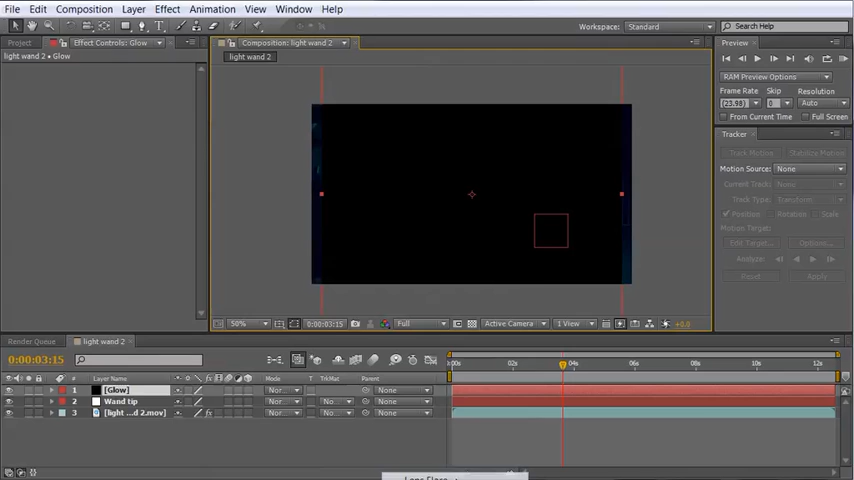 File Edit Composition Layer Effect Animation View Window Help
Workspace: Standard Search Help
Project Effect Controls: Glow Composition: light wand 2 Preview
light wand 2 • Glow light wand 2
RAM Preview Options
Frame Rate Skip Resolution
(23.98) 0 Auto
From Current Time Full Screen
Tracker
Track Motion Stabilize Motion
Motion Source: None
Current Track: None
Track Type: Transform
Position Rotation Scale
Motion Target:
Edit Target... Options...
Analyze:
Reset Apply
50% 0:00:03:15 Full Active Camera 1 View +0.0
Render Queue light wand 2
0:00:03:15
02s 04s 06s 08s 10s 12s
# Layer Name Mode T TrkMat Parent
1 [Glow] Nor... None
2 Wand tip Nor... No... None
3 [light ...d 2.mov] Nor... No... None